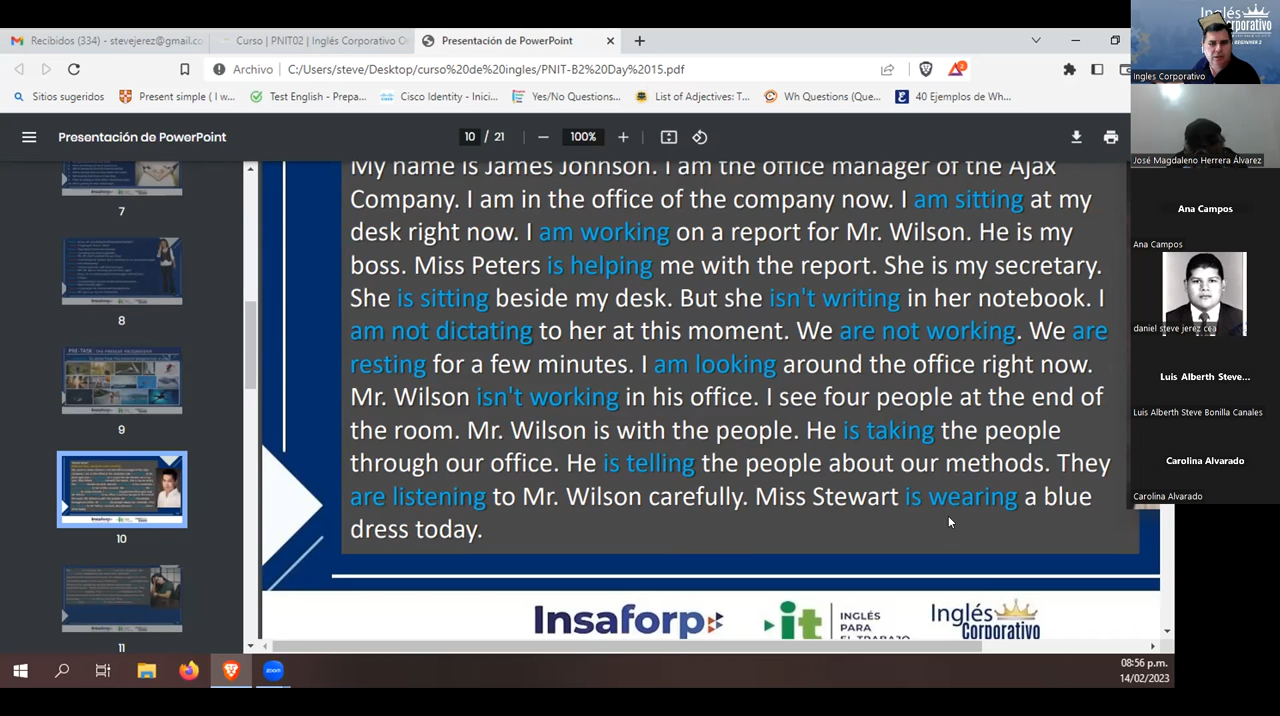 Recibidos (334) - stevejerez@gmail.co
Curso | PNIT02 | Inglés Corporativo O
Presentación de PowerPoint
Archivo
C:/Users/steve/Desktop/curso%20de%20ingles/PNIT-B2%20Day%2015.pdf
Sitios sugeridos
Present simple ( I w...
Test English - Prepa...
Cisco Identity - Inici...
Yes/No Questions...
List of Adjectives: T...
Wh Questions (Que...
40 Ejemplos de Wh...
Presentación de PowerPoint
10 / 21
100%
7
8
9
10
11
My name is James Johnson. I am the office manager of the Ajax
Company. I am in the office of the company now. I am sitting at my
desk right now. I am working on a report for Mr. Wilson. He is my
boss. Miss Peters is helping me with the report. She is my secretary.
She is sitting beside my desk. But she isn't writing in her notebook. I
am not dictating to her at this moment. We are not working. We are
resting for a few minutes. I am looking around the office right now.
Mr. Wilson isn't working in his office. I see four people at the end of
the room. Mr. Wilson is with the people. He is taking the people
through our offices. He is telling the people about our methods. They
are listening to Mr. Wilson carefully. Miss Stewart is wearing a blue
dress today.
Insaforp
it
INGLÉS
PARA
EL TRABAJO
Inglés
Corporativo
Ingles Corporativo
José Magdaleno Herrera Álvarez
Ana Campos
Ana Campos
daniel steve jerez cea
Luis Alberth Steve...
Luis Alberth Steve Bonilla Canales
Carolina Alvarado
Carolina Alvarado
zoom
08:56 p.m.
14/02/2023